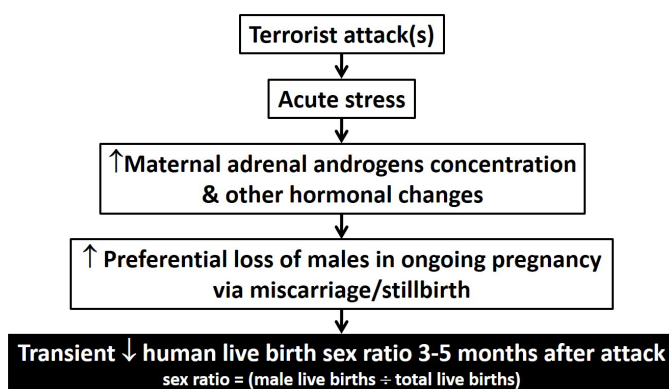 Terrorist attack(s)
Acute stress
↑Maternal adrenal androgens concentration
& other hormonal changes
↑ Preferential loss of males in ongoing pregnancy
via miscarriage/stillbirth
Transient ↓ human live birth sex ratio 3-5 months after attack
sex ratio = (male live births ÷ total live births)